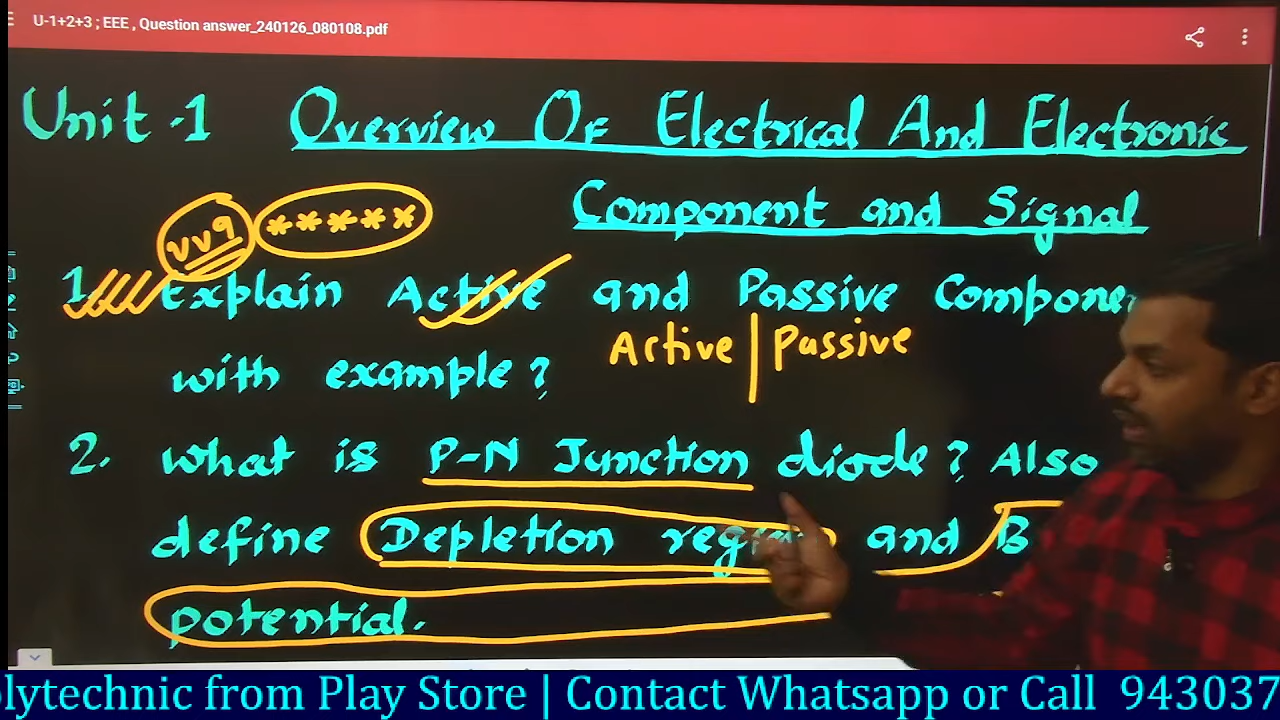 U-1+2+3 ; EEE , Question answer_240126_080108.pdf
Unit-1 Overview Of Electrical And Electronic
Component and Signal
vvq *****
1. Explain Active and Passive Compone
with example?
Active | Passive
2. what is P-N Junction diode? Also
define Depletion region and B
potential.
olytechnic from Play Store | Contact Whatsapp or Call 943037